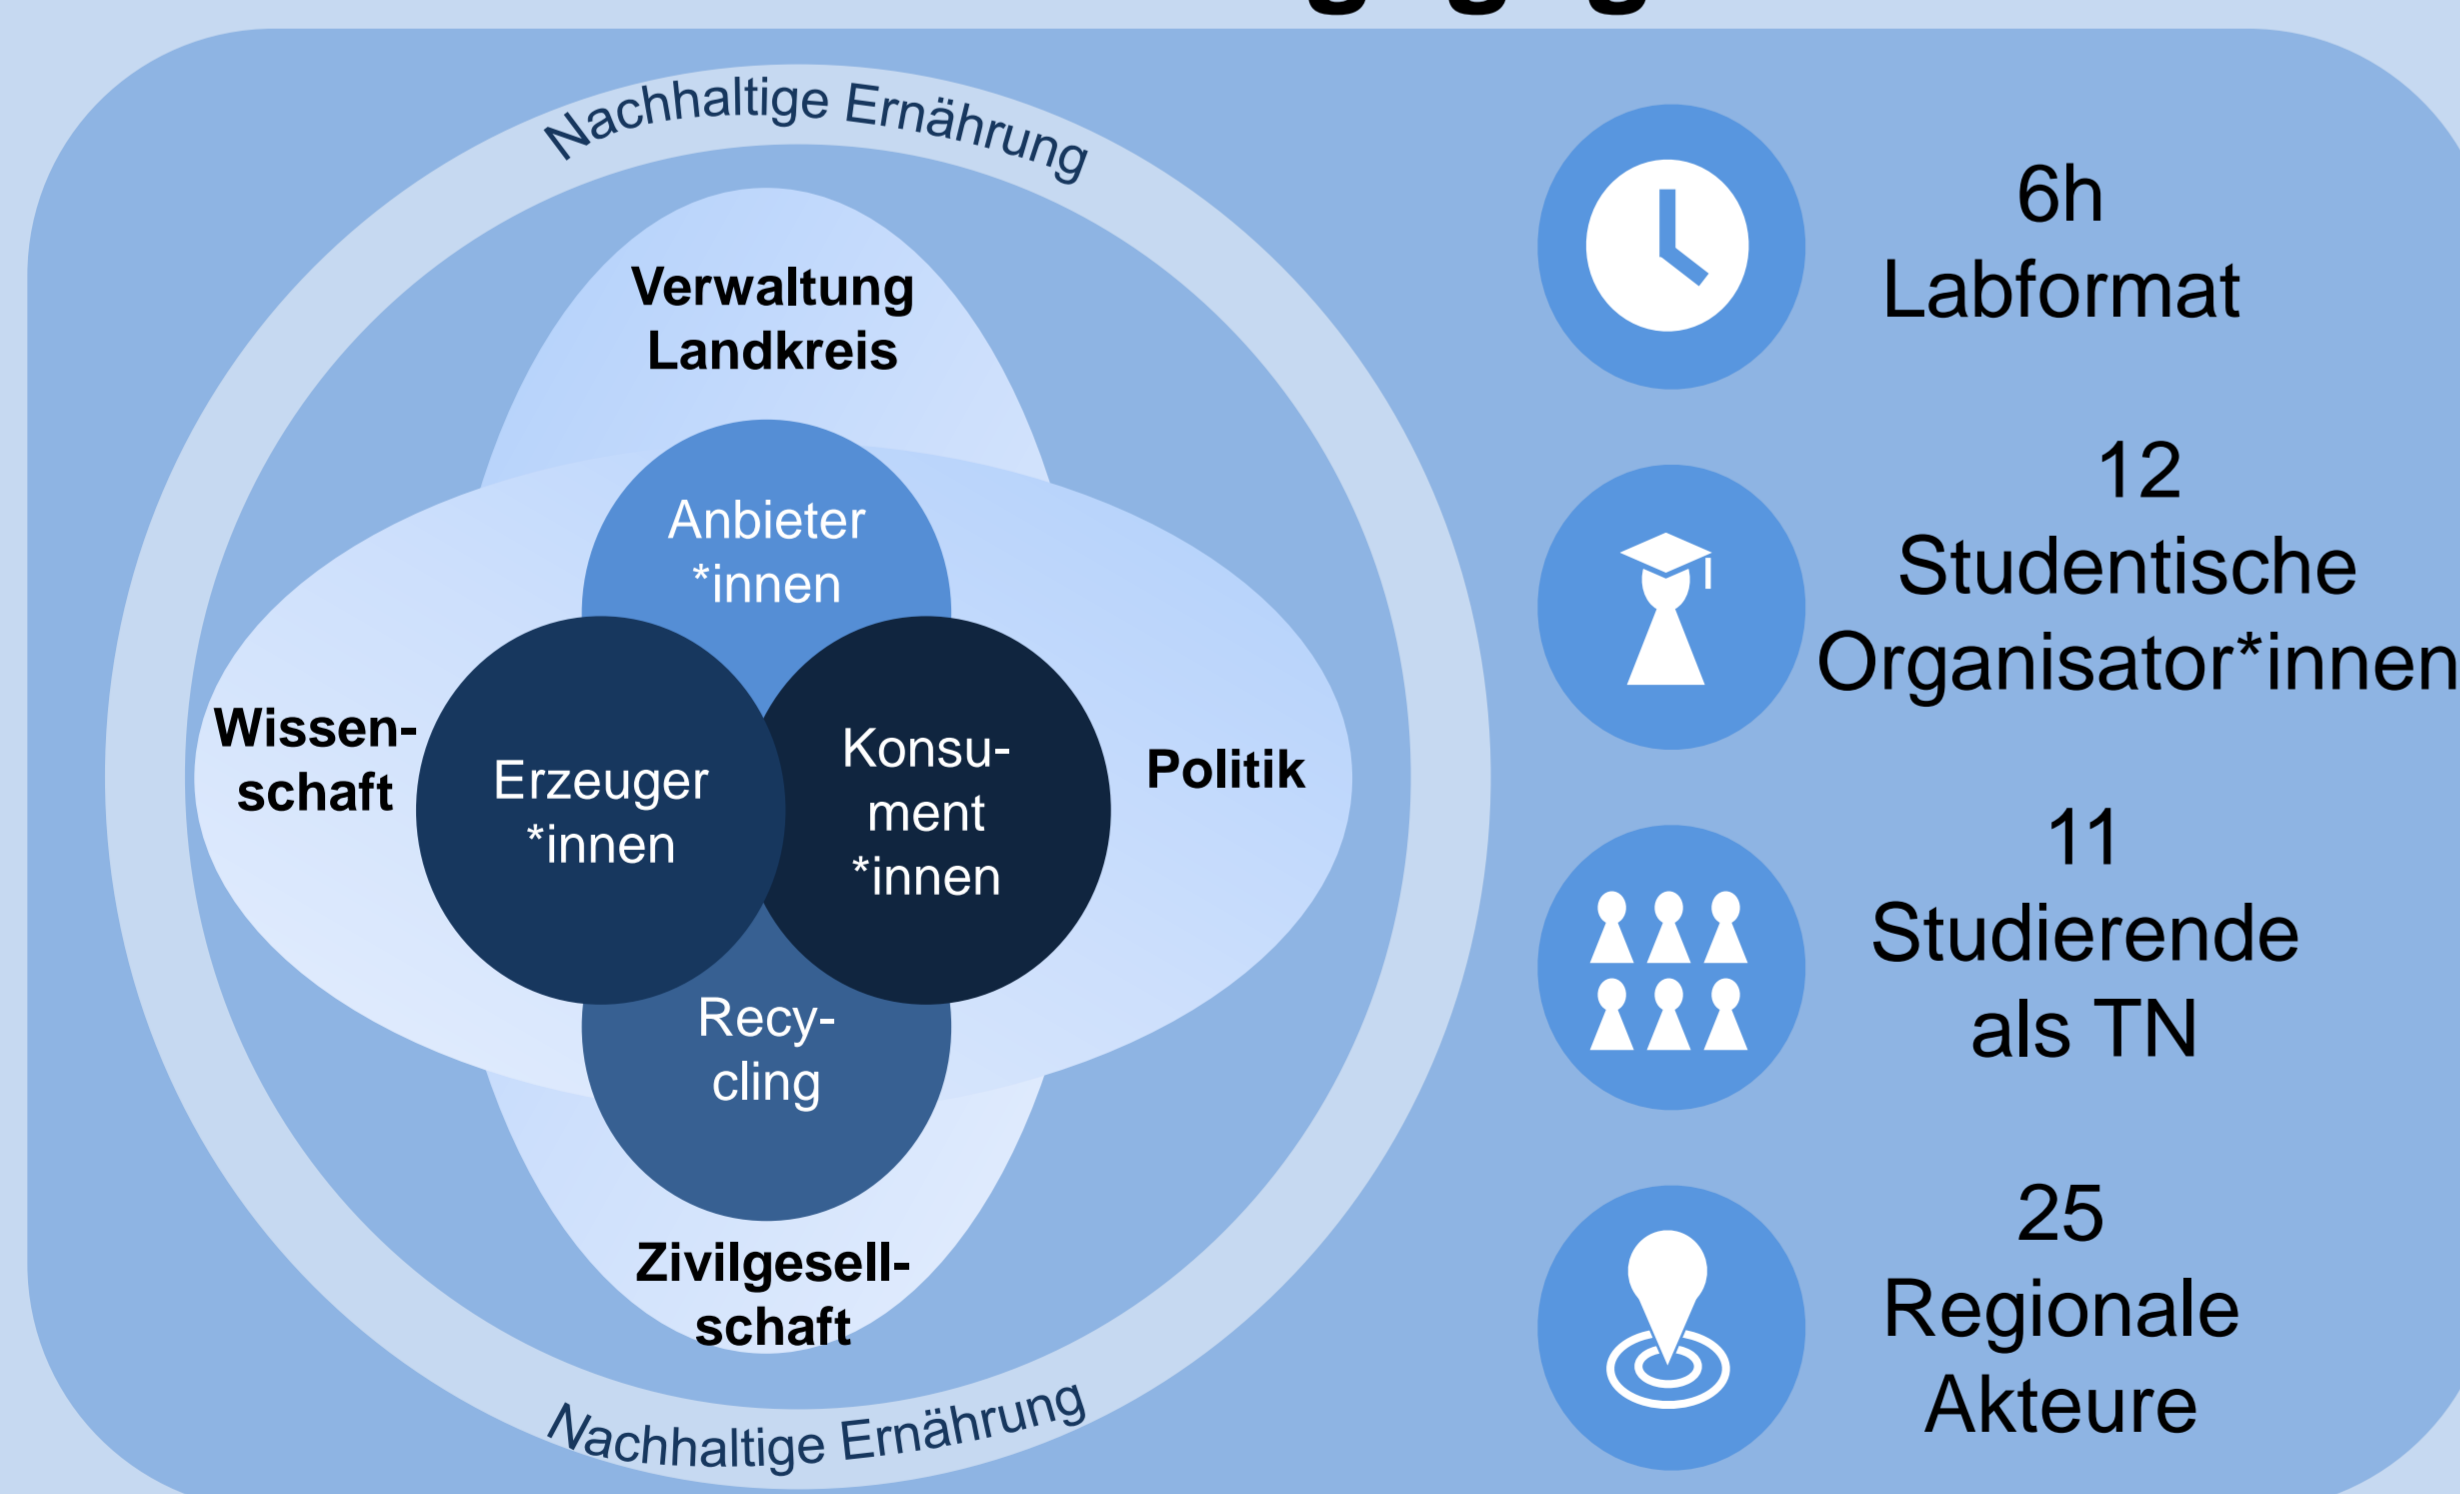 Nachhaltige Ernährung
Verwaltung
Landkreis
Anbieter
*innen
Wissen-
schaft
Erzeuger
*innen
Konsu-
ment
*innen
Politik
Recy-
cling
Zivilgesell-
schaft
Nachhaltige Ernährung
6h
Labformat
12
Studentische
Organisator*innen
11
Studierende
als TN
25
Regionale
Akteure